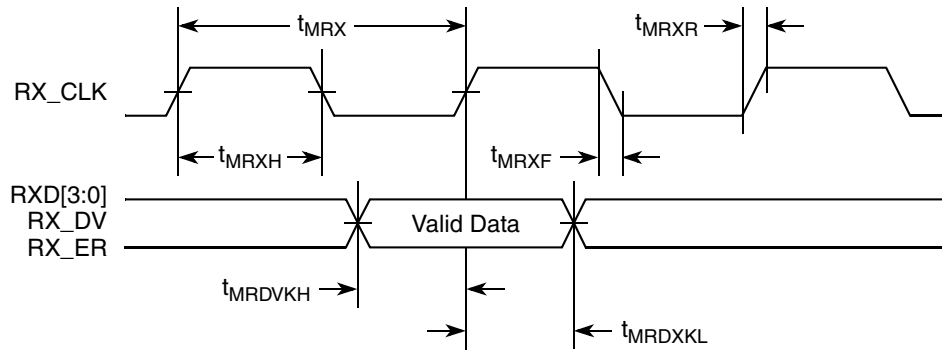 tMRX
tMRXR
RX_CLK
tMRXH
tMRXF
RXD[3:0]
RX_DV
RX_ER
Valid Data
tMRDVKH
tMRDXKL